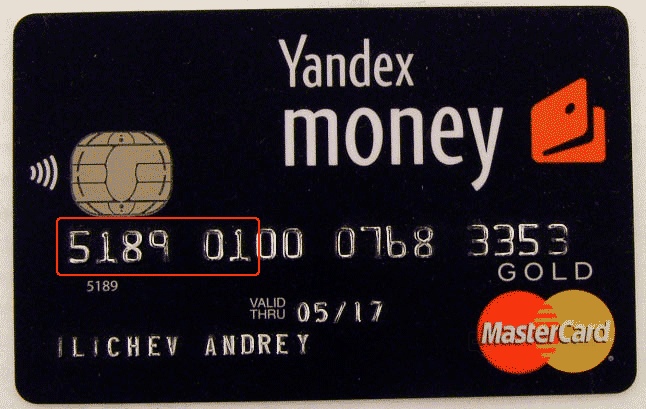 Yandex
money
5189 0100 0768 3353
GOLD
5189
VALID
THRU 05/17
ILICHEV ANDREY
MasterCard